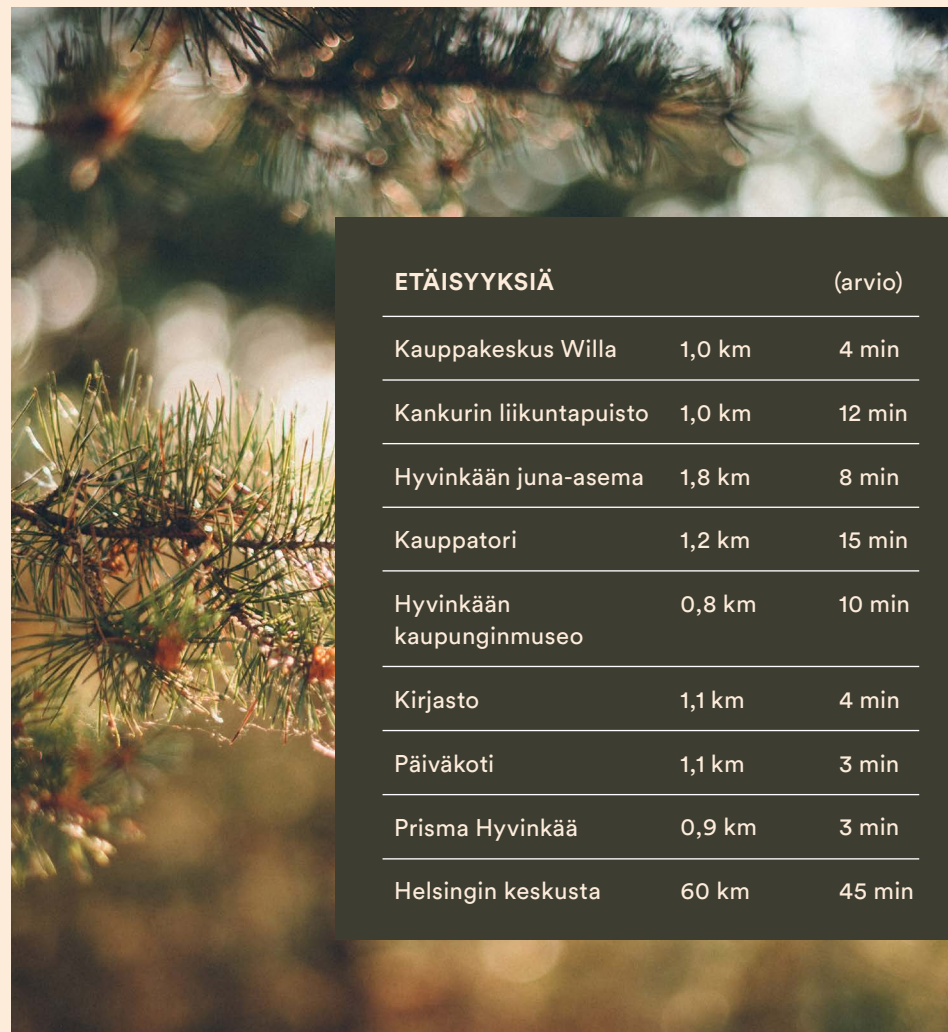 ETÄISYYKSIÄ (arvio)
Kauppakeskus Willa 1,0 km 4 min
Kankurin liikuntapuisto 1,0 km 12 min
Hyvinkään juna-asema 1,8 km 8 min
Kauppatori 1,2 km 15 min
Hyvinkään 0,8 km 10 min
kaupunginmuseo
Kirjasto 1,1 km 4 min
Päiväkoti 1,1 km 3 min
Prisma Hyvinkää 0,9 km 3 min
Helsingin keskusta 60 km 45 min